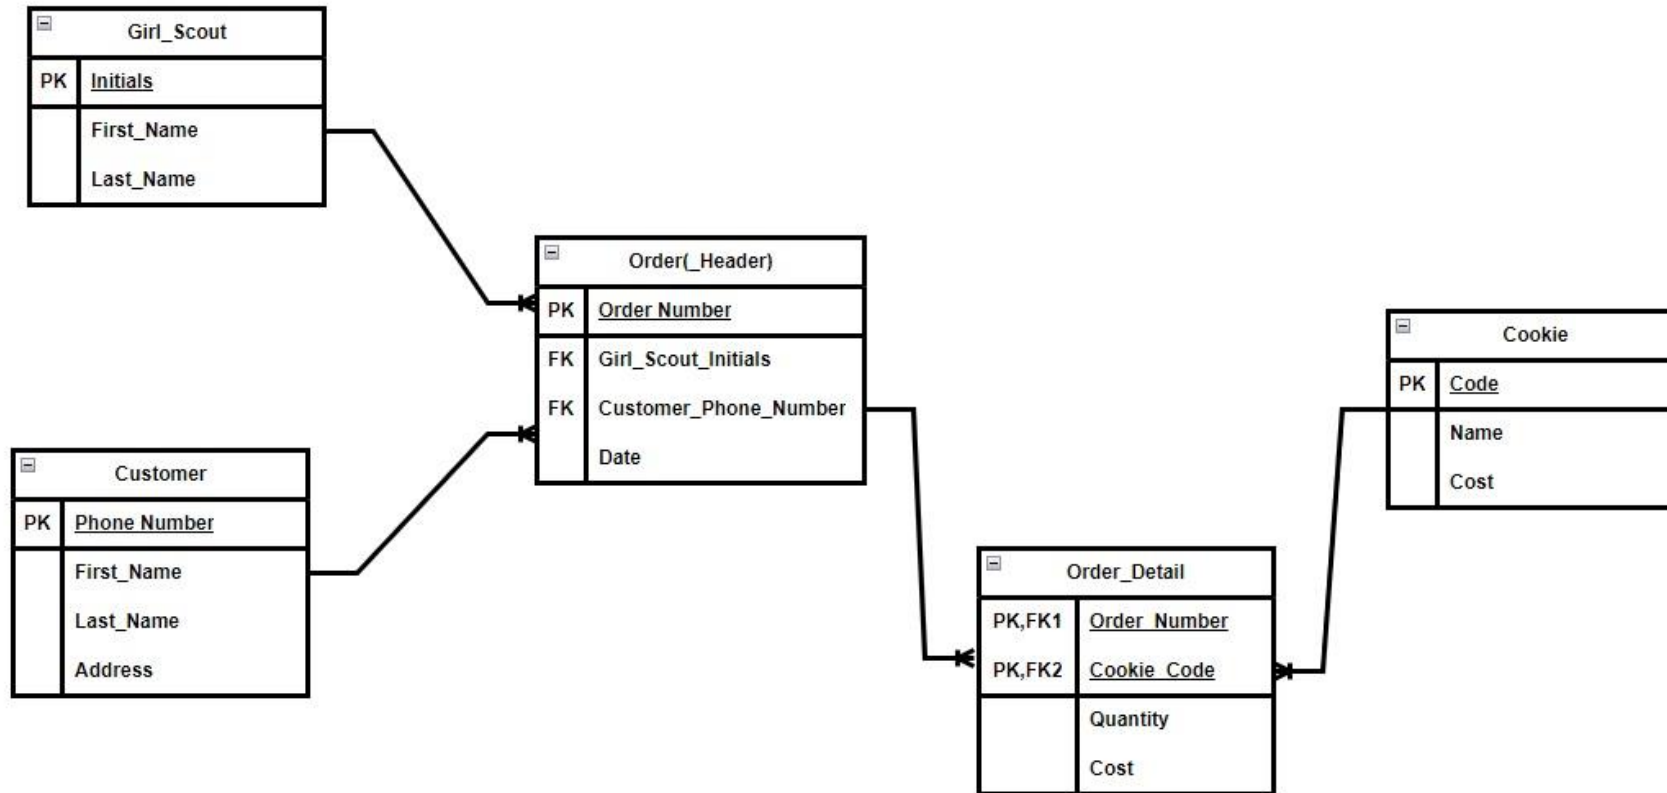 Girl_Scout
PK Initials
First_Name
Last_Name
Order(_Header)
PK Order Number
FK Girl_Scout_Initials
FK Customer_Phone_Number
Date
Customer
PK Phone Number
First_Name
Last_Name
Address
Cookie
PK Code
Name
Cost
Order_Detail
PK,FK1 Order_Number
PK,FK2 Cookie_Code
Quantity
Cost